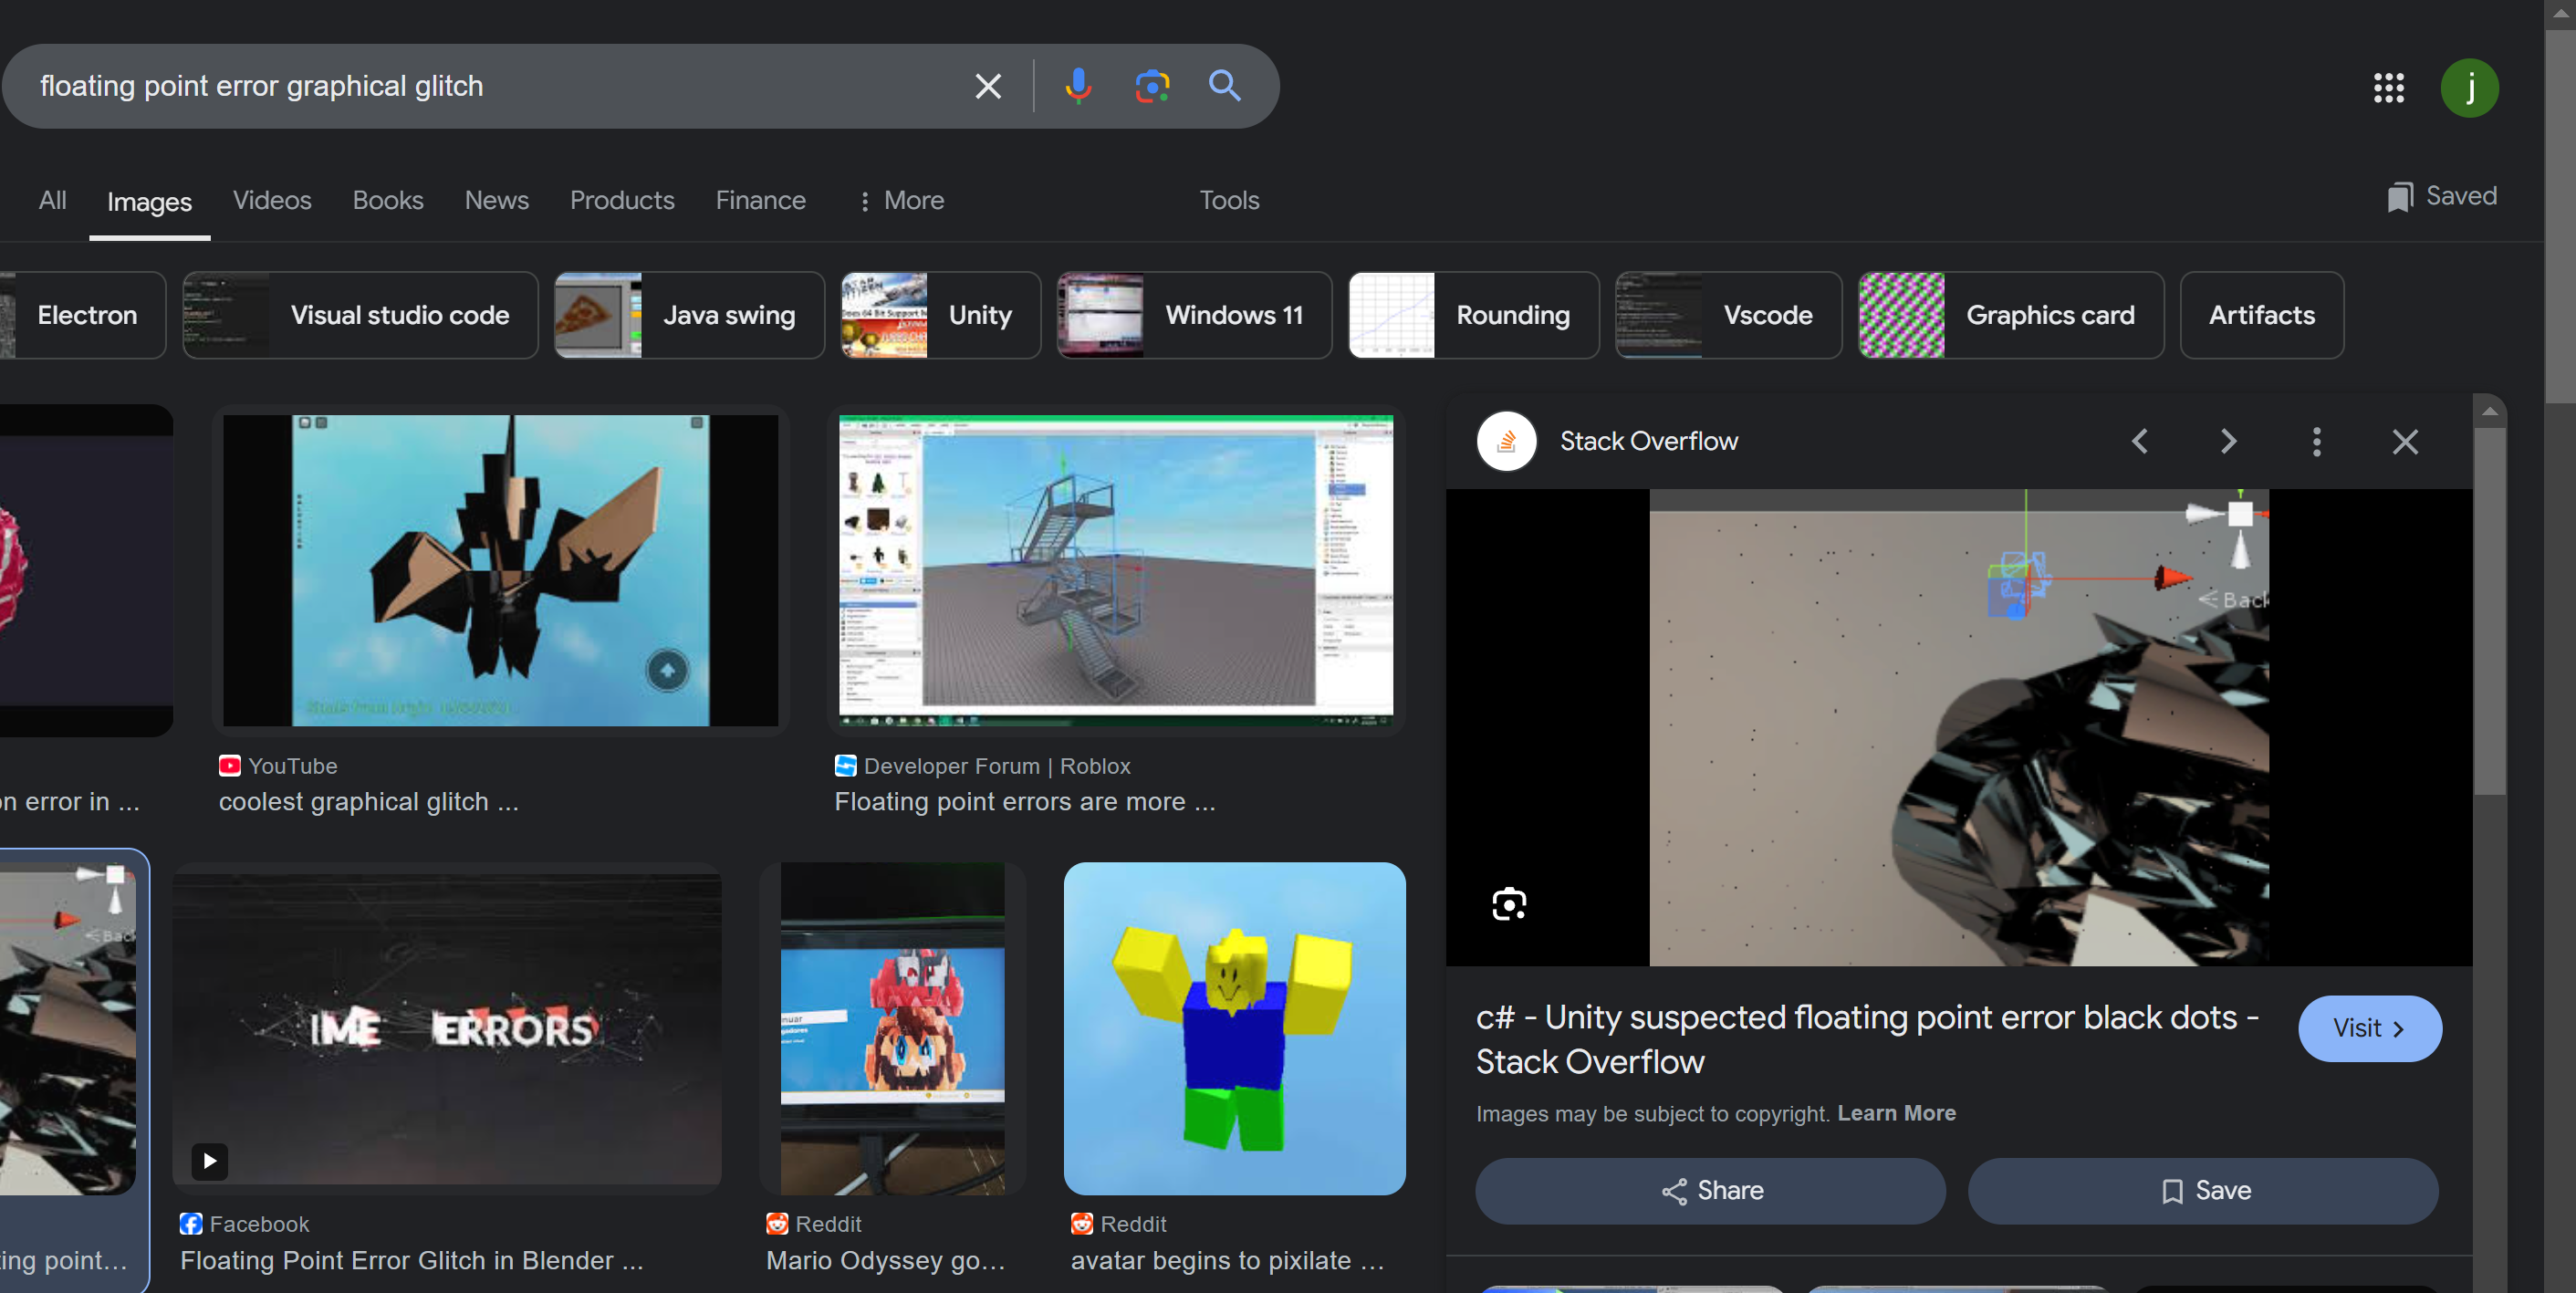 floating point error graphical glitch
j
All Images Videos Books News Products Finance More Tools
Saved
Electron
Visual studio code
Java swing
Unity
Windows 11
Rounding
Vscode
Graphics card
Artifacts
YouTube
coolest graphical glitch ...
Developer Forum | Roblox
Floating point errors are more ...
n error in ...
Stack Overflow
Back
c# - Unity suspected floating point error black dots -
Stack Overflow
Visit
Images may be subject to copyright. Learn More
Share
Save
Back
ing point...
ERRORS
Facebook
Floating Point Error Glitch in Blender ...
nuar
Reddit
Mario Odyssey go...
Reddit
avatar begins to pixilate ...